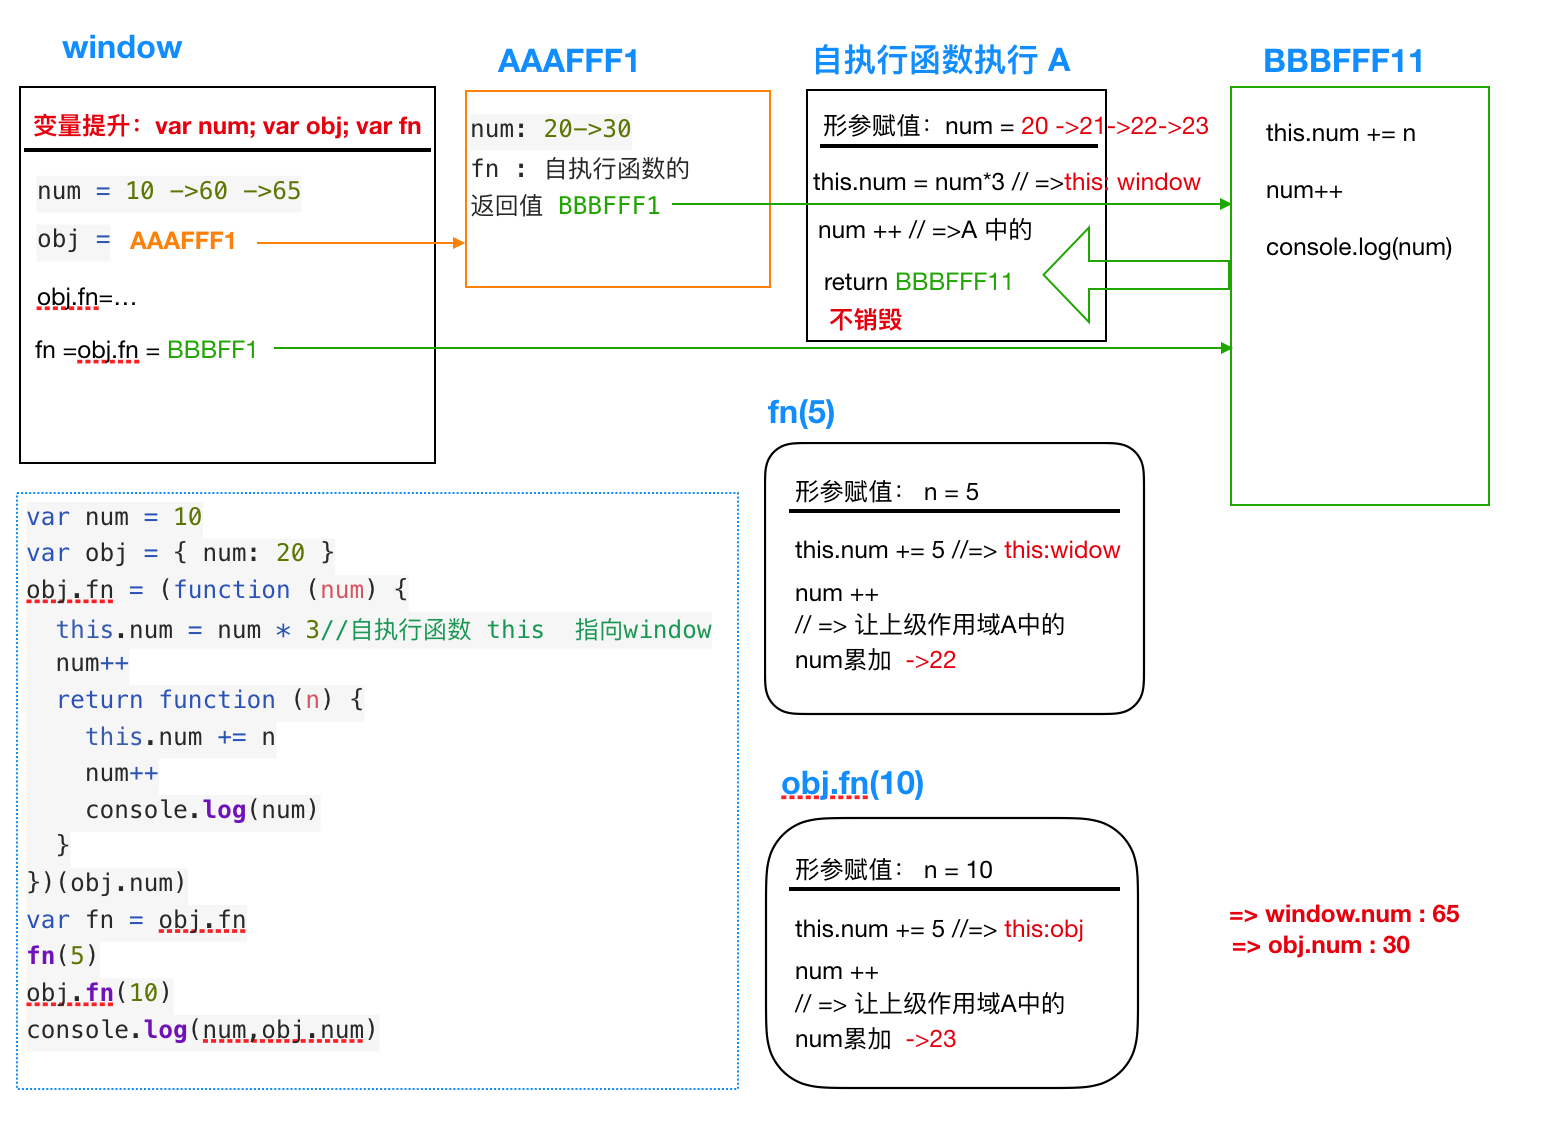 window
变量提升：var num; var obj; var fn
num = 10 ->60 ->65
obj = AAAFFF1
obj.fn=…
fn =obj.fn = BBBFF1
AAAFFF1
num: 20->30
fn : 自执行函数的
返回值 BBBFFF1
自执行函数执行 A
形参赋值：num = 20 ->21->22->23
this.num = num*3 // =>this: window
num ++ // =>A 中的
return BBBFFF11
不销毁
BBBFFF11
this.num += n
num++
console.log(num)
var num = 10
var obj = { num: 20 }
obj.fn = (function (num) {
this.num = num * 3//自执行函数 this 指向window
num++
return function (n) {
this.num += n
num++
console.log(num)
}
})(obj.num)
var fn = obj.fn
fn(5)
obj.fn(10)
console.log(num,obj.num)
fn(5)
形参赋值： n = 5
this.num += 5 //=> this:widow
num ++
// => 让上级作用域A中的
num累加 ->22
obj.fn(10)
形参赋值： n = 10
this.num += 5 //=> this:obj
num ++
// => 让上级作用域A中的
num累加 ->23
=> window.num : 65
=> obj.num : 30